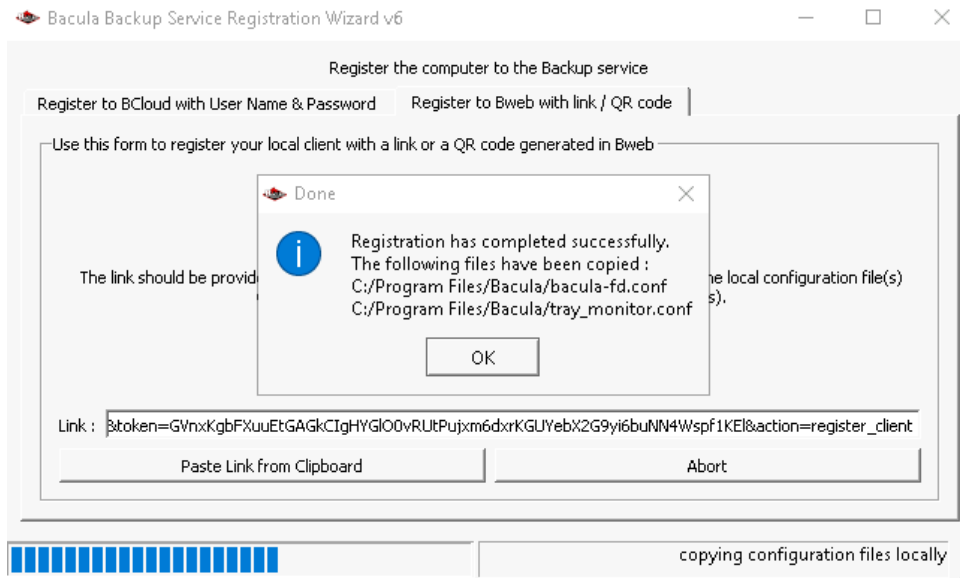 Bacula Backup Service Registration Wizard v6
Register the computer to the Backup service
Register to BCloud with User Name & Password
Register to Bweb with link / QR code
Use this form to register your local client with a link or a QR code generated in Bweb
Done
Registration has completed successfully.
The following files have been copied :
C:/Program Files/Bacula/bacula-fd.conf
C:/Program Files/Bacula/tray_monitor.conf
The link should be provid
e local configuration file(s)
s).
OK
Link : &token=GVnxKgbFXuuEtGAGkCIgHYGlO0vRUtPujxm6dxrKGUYebX2G9yi6buNN4Wspf1KEl&action=register_client
Paste Link from Clipboard
Abort
copying configuration files locally